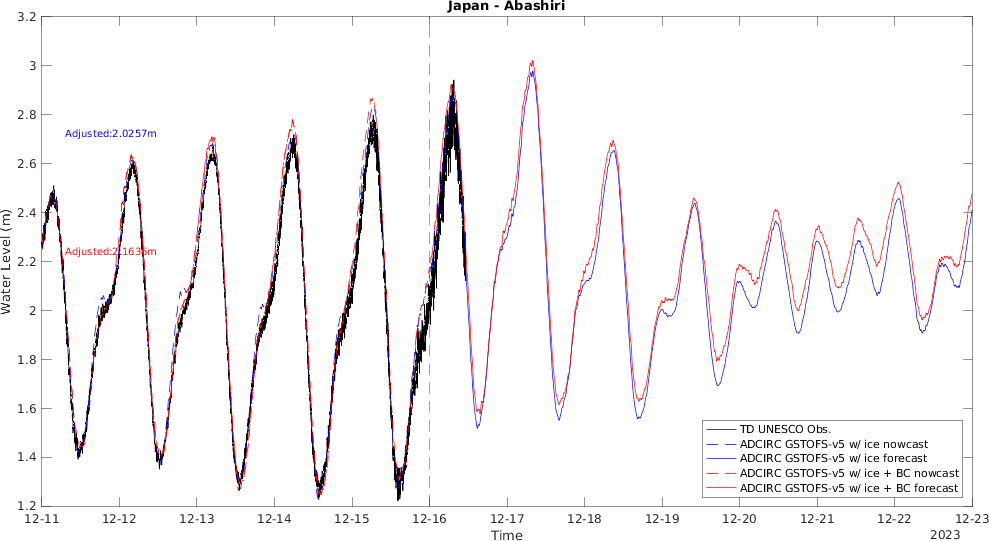 Japan - Abashiri
3.2
3
2.8
2.6
2.4
2.2
2
1.8
1.6
1.4
1.2
Water Level (m)
Adjusted:2.0257m
Adjusted:2.1635m
TD UNESCO Obs.
ADCIRC GSTOFS-v5 w/ ice nowcast
ADCIRC GSTOFS-v5 w/ ice forecast
ADCIRC GSTOFS-v5 w/ ice + BC nowcast
ADCIRC GSTOFS-v5 w/ ice + BC forecast
12-11 12-12 12-13 12-14 12-15 12-16 12-17 12-18 12-19 12-20 12-21 12-22 12-23
Time
2023